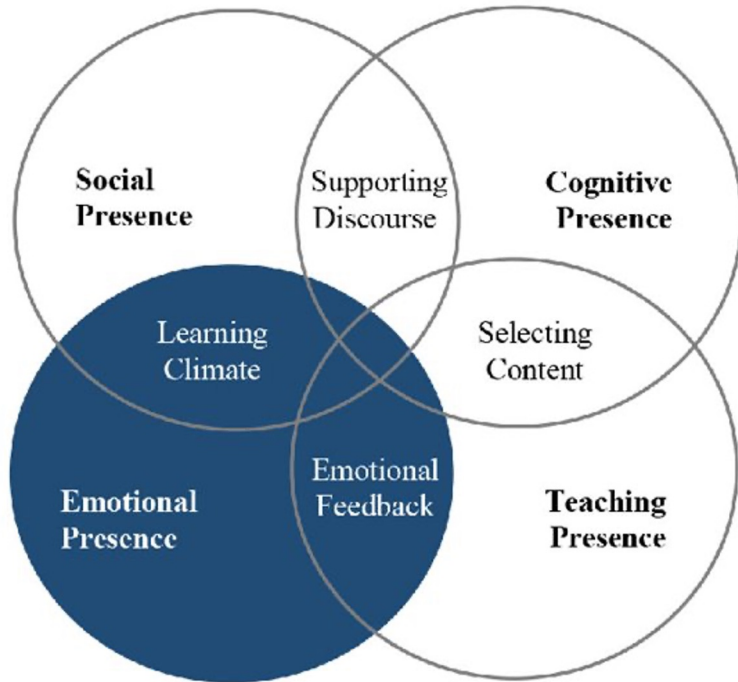 Social
Presence
Supporting
Discourse
Cognitive
Presence
Learning
Climate
Selecting
Content
Emotional
Presence
Emotional
Feedback
Teaching
Presence